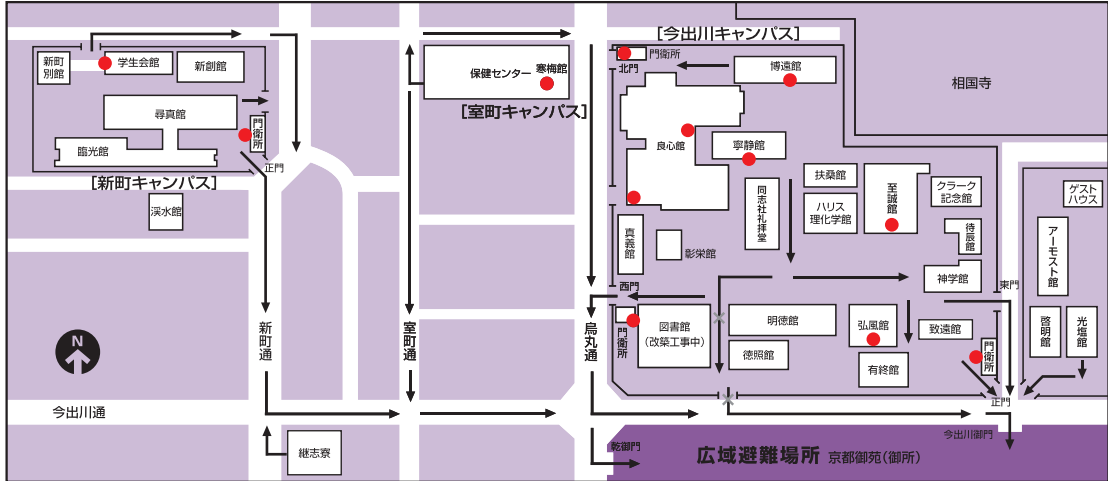 [今出川キャンパス]
新町
別館
学生会館
新創館
尋真館
臨光館
門衛所
正門
[新町キャンパス]
渓水館
保健センター 寒梅館
[室町キャンパス]
門衛所
北門
博遠館
相国寺
良心館
寧静館
扶桑館
ハリス
理化学館
至誠館
クラーク
記念館
ゲスト
ハウス
同志社礼拝堂
待辰館
アーモスト館
真義館
彰栄館
神学館
西門
東門
門衛所
図書館
(改築工事中)
明徳館
徳照館
弘風館
有終館
致遠館
門衛所
啓明館
光塩館
正門
N
新町通
室町通
烏丸通
今出川通
継志寮
乾御門
今出川御門
広域避難場所 京都御苑(御所)